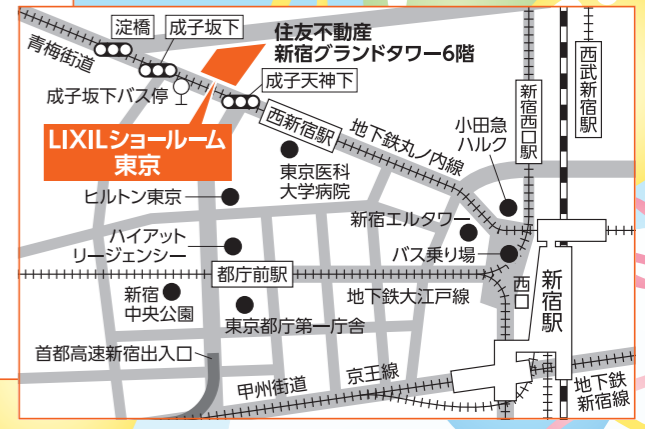 淀橋
成子坂下
住友不動産
新宿グランドタワー6階
青梅街道
成子坂下バス停
成子天神下
LIXILショールーム
東京
西新宿駅
地下鉄丸ノ内線
新宿西口駅
西武新宿駅
小田急
ハルク
東京医科
大学病院
ヒルトン東京
新宿エルタワー
ハイアット
リージェンシー
バス乗り場
都庁前駅
新宿
中央公園
地下鉄大江戸線
西口
新宿駅
東京都庁第一庁舎
首都高速新宿出入口
甲州街道
京王線
地下鉄
新宿線